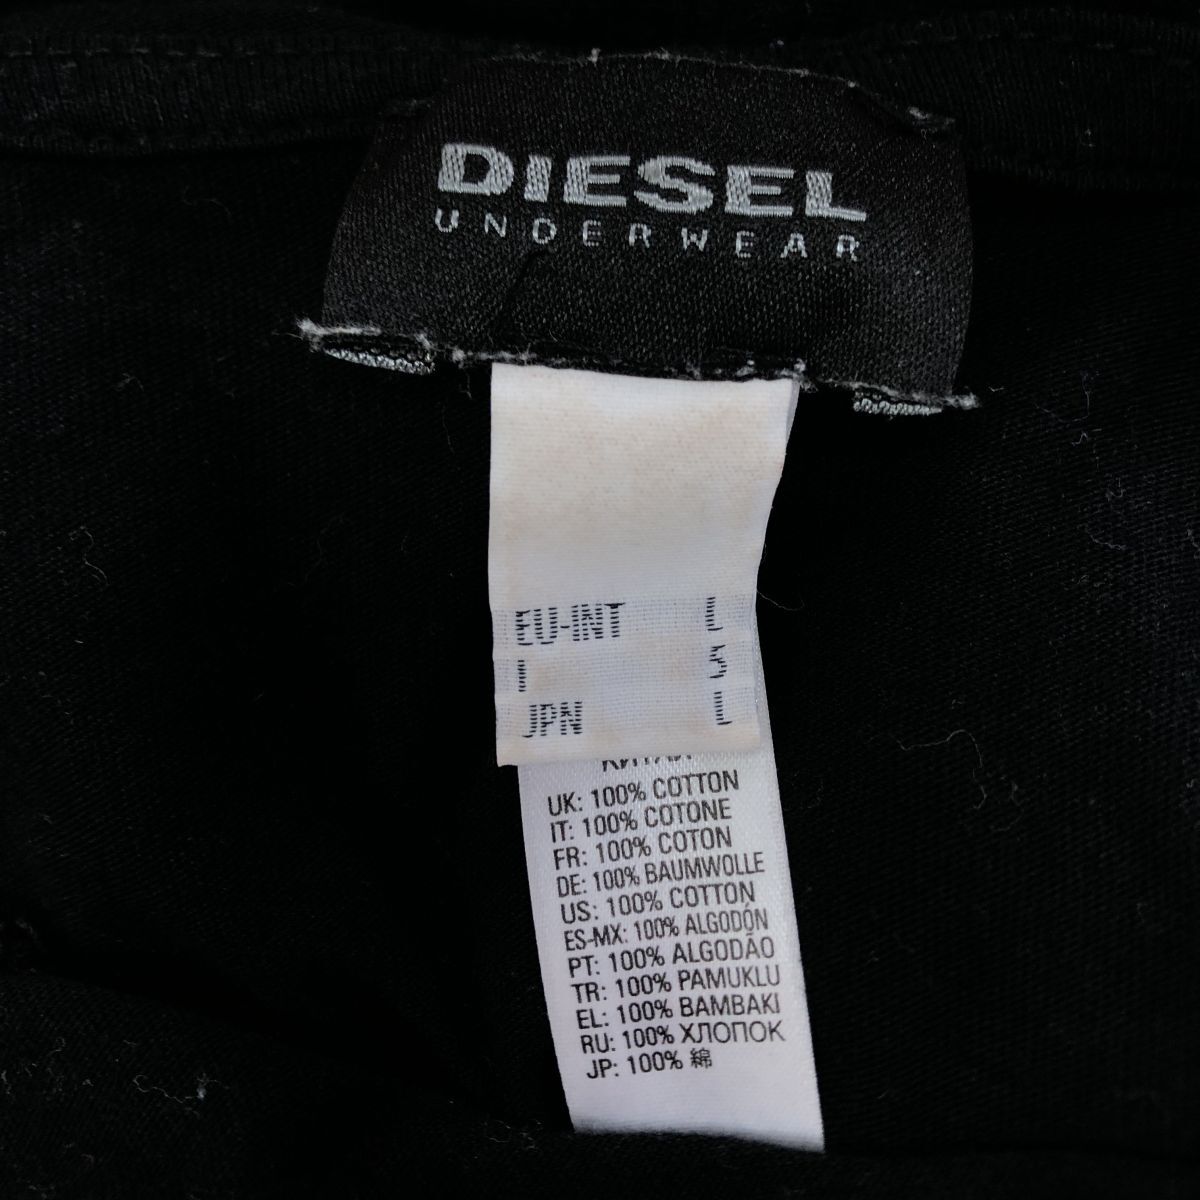 DIESEL
UNDERWEAR
EU-INT L
I 5
JPN L
UK: 100% COTTON
IT: 100% COTONE
FR: 100% COTON
DE: 100% BAUMWOLLE
US: 100% COTTON
ES-MX: 100% ALGODÓN
PT: 100% ALGODÃO
TR: 100% PAMUKLU
EL: 100% BAMBAKI
RU: 100% ХЛОПОК
JP: 100% 綿